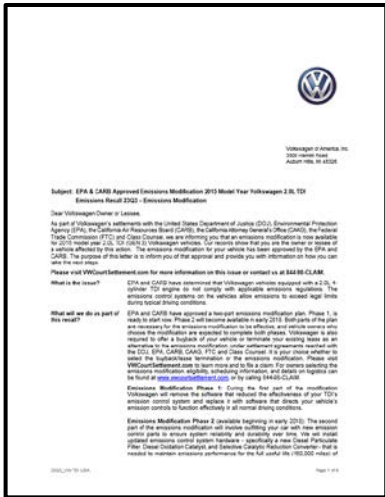 Volkswagen of America, Inc.
3800 Hamlin Road
Auburn Hills, MI 48326
Subject: EPA & CARB Approved Emissions Modification 2015 Model Year Volkswagen 2.0L TDI
Emissions Recall 23Q3 – Emissions Modification
Dear Volkswagen Owner or Lessee,
As part of Volkswagen's settlements with the United States Department of Justice (DOJ), Environmental Protection
Agency (EPA), the California Air Resources Board (CARB), the California Attorney General's Office (CAAG), the Federal
Trade Commission (FTC) and Class Counsel, we are informing you that an emissions modification is now available
for 2015 model year 2.0L TDI (GEN 3) Volkswagen vehicles. Our records show that you are the owner or lessee of
a vehicle affected by this action. The emissions modification for your vehicle has been approved by the EPA and
CARB. The purpose of this letter is to inform you of that approval and provide you with information on how you can
take the next steps.
Please visit VWCourtSettlement.com for more information on this issue or contact us at 844-98-CLAIM.
What is the issue?
EPA and CARB have determined that Volkswagen vehicles equipped with a 2.0L 4-
cylinder TDI engine do not comply with applicable emissions regulations. The
emissions control systems on the vehicles allow emissions to exceed legal limits
during typical driving conditions.
What will we do as part of
this recall?
EPA and CARB have approved a two-part emissions modification plan. Phase 1, is
ready to start now. Phase 2 will become available in early 2018. Both parts of the plan
are necessary for the emissions modification to be effective, and vehicle owners who
choose the modification are expected to complete both phases. Volkswagen is also
required to offer a buyback of your vehicle or terminate your existing lease as an
alternative to the emissions modification under settlement agreements reached with
the DOJ, EPA, CARB, CAAG, FTC and Class Counsel. It is your choice whether to
select the buyback/lease termination or the emissions modification. Please visit
VWCourtSettlement.com to learn more and to file a claim. For owners selecting the
emissions modification eligibility, scheduling information, and details on logistics can
be found at www.vwcourtsettlement.com, or by calling 844-98-CLAIM.
Emissions Modification Phase 1: During the first part of the modification
Volkswagen will remove the software that reduced the effectiveness of your TDI's
emission control system and replace it with software that directs your vehicle's
emission controls to function effectively in all normal driving conditions.
Emissions Modification Phase 2 (available beginning in early 2018): The second
part of the emissions modification will involve outfitting your car with new emission
control parts to ensure system reliability and durability over time. We will install
updated emissions control system hardware – specifically a new Diesel Particulate
Filter, Diesel Oxidation Catalyst, and Selective Catalytic Reduction Converter – that is
needed to maintain emissions performance for the full useful life (150,000 miles) of
Page 1 of 6